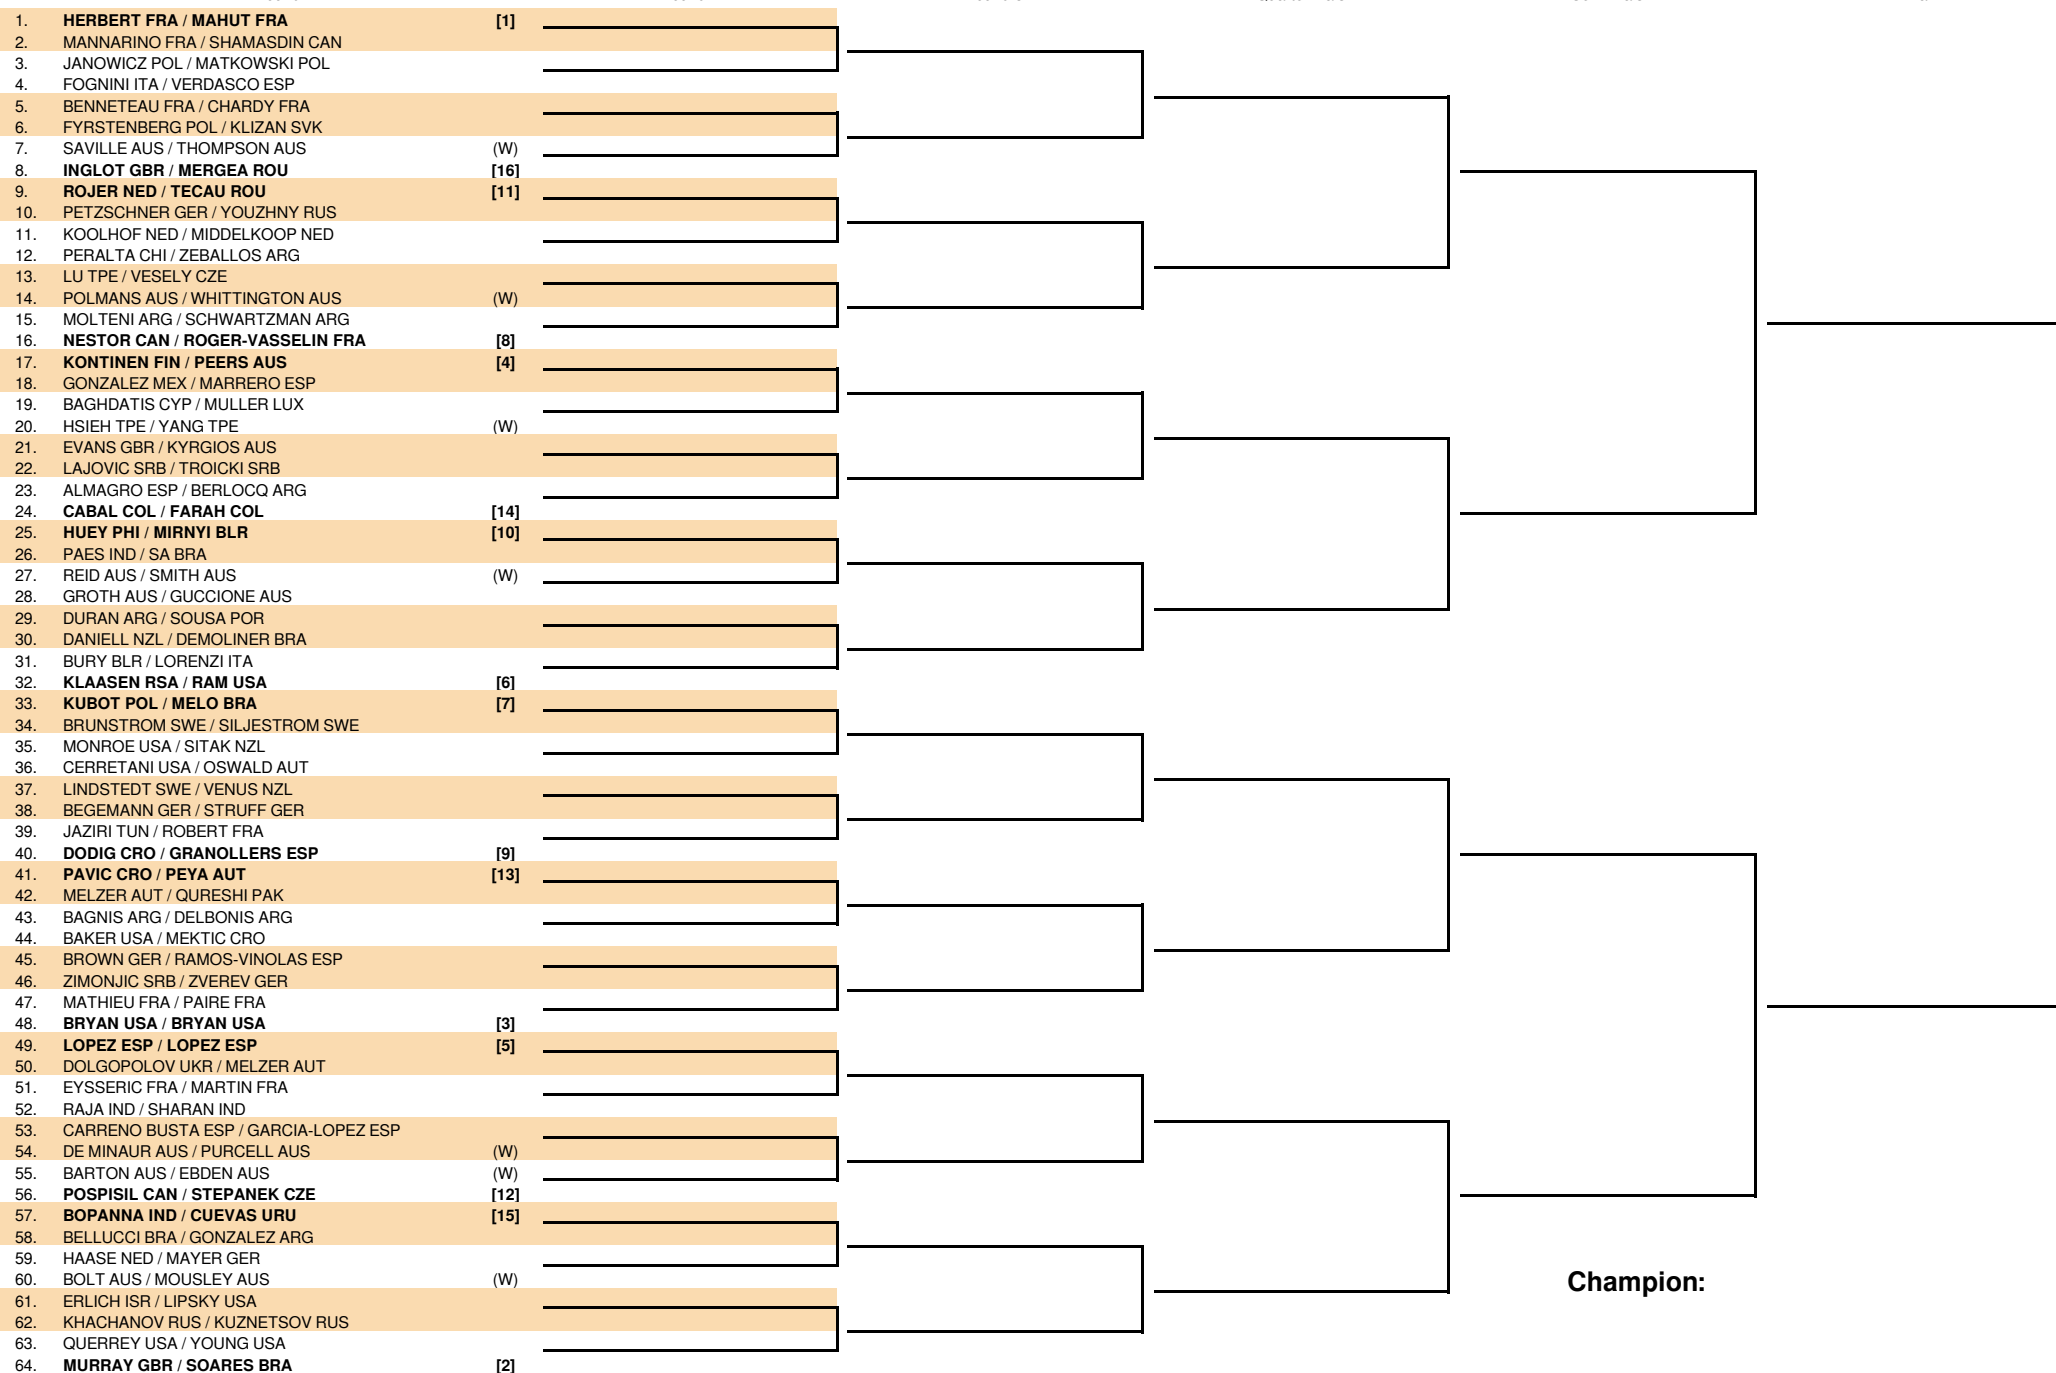 1. HERBERT FRA / MAHUT FRA [1]
2. MANNARINO FRA / SHAMASDIN CAN
3. JANOWICZ POL / MATKOWSKI POL
4. FOGNINI ITA / VERDASCO ESP
5. BENNETEAU FRA / CHARDY FRA
6. FYRSTENBERG POL / KLIZAN SVK
7. SAVILLE AUS / THOMPSON AUS (W)
8. INGLOT GBR / MERGEA ROU [16]
9. ROJER NED / TECAU ROU [11]
10. PETZSCHNER GER / YOUZHNY RUS
11. KOOLHOF NED / MIDDELKOOP NED
12. PERALTA CHI / ZEBALLOS ARG
13. LU TPE / VESELY CZE
14. POLMANS AUS / WHITTINGTON AUS (W)
15. MOLTENI ARG / SCHWARTZMAN ARG
16. NESTOR CAN / ROGER-VASSELIN FRA [8]
17. KONTINEN FIN / PEERS AUS [4]
18. GONZALEZ MEX / MARRERO ESP
19. BAGHDATIS CYP / MULLER LUX
20. HSIEH TPE / YANG TPE (W)
21. EVANS GBR / KYRGIOS AUS
22. LAJOVIC SRB / TROICKI SRB
23. ALMAGRO ESP / BERLOCQ ARG
24. CABAL COL / FARAH COL [14]
25. HUEY PHI / MIRNYI BLR [10]
26. PAES IND / SA BRA
27. REID AUS / SMITH AUS (W)
28. GROTH AUS / GUCCIONE AUS
29. DURAN ARG / SOUSA POR
30. DANIELL NZL / DEMOLINER BRA
31. BURY BLR / LORENZI ITA
32. KLAASEN RSA / RAM USA [6]
33. KUBOT POL / MELO BRA [7]
34. BRUNSTROM SWE / SILJESTROM SWE
35. MONROE USA / SITAK NZL
36. CERRETANI USA / OSWALD AUT
37. LINDSTEDT SWE / VENUS NZL
38. BEGEMANN GER / STRUFF GER
39. JAZIRI TUN / ROBERT FRA
40. DODIG CRO / GRANOLLERS ESP [9]
41. PAVIC CRO / PEYA AUT [13]
42. MELZER AUT / QURESHI PAK
43. BAGNIS ARG / DELBONIS ARG
44. BAKER USA / MEKTIC CRO
45. BROWN GER / RAMOS-VINOLAS ESP
46. ZIMONJIC SRB / ZVEREV GER
47. MATHIEU FRA / PAIRE FRA
48. BRYAN USA / BRYAN USA [3]
49. LOPEZ ESP / LOPEZ ESP [5]
50. DOLGOPOLOV UKR / MELZER AUT
51. EYSSERIC FRA / MARTIN FRA
52. RAJA IND / SHARAN IND
53. CARRENO BUSTA ESP / GARCIA-LOPEZ ESP
54. DE MINAUR AUS / PURCELL AUS (W)
55. BARTON AUS / EBDEN AUS (W)
56. POSPISIL CAN / STEPANEK CZE [12]
57. BOPANNA IND / CUEVAS URU [15]
58. BELLUCCI BRA / GONZALEZ ARG
59. HAASE NED / MAYER GER
60. BOLT AUS / MOUSLEY AUS (W)
Champion:
61. ERLICH ISR / LIPSKY USA
62. KHACHANOV RUS / KUZNETSOV RUS
63. QUERREY USA / YOUNG USA
64. MURRAY GBR / SOARES BRA [2]